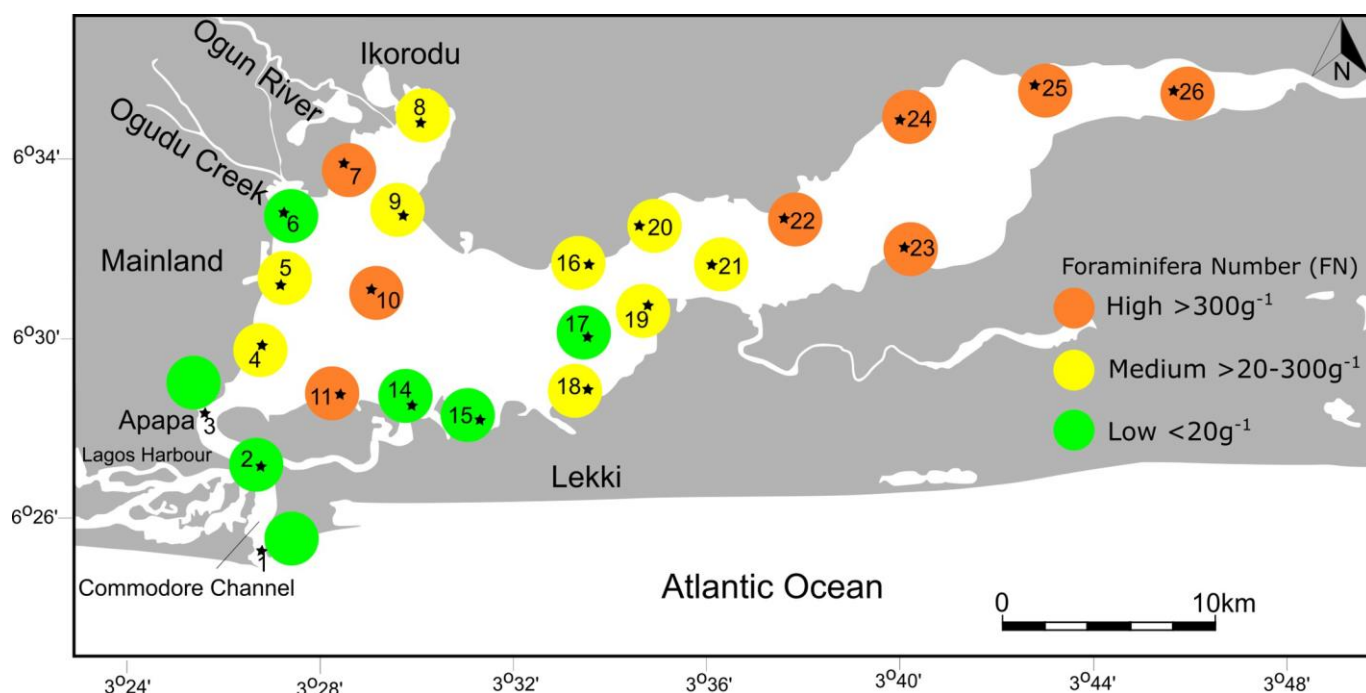 Ogun River
Ikorodu
N
8
25
26
24
6°34'
7
Ogudu Creek
9
6
22
20
23
Mainland
5
16
21
Foraminifera Number (FN)
10
High >300g⁻¹
19
17
6°30'
4
Medium >20-300g⁻¹
18
11
14
15
Apapa
3
Low <20g⁻¹
Lagos Harbour
2
Lekki
6°26'
1
Commodore Channel
Atlantic Ocean
0 10km
3°24' 3°28' 3°32' 3°36' 3°40' 3°44' 3°48'